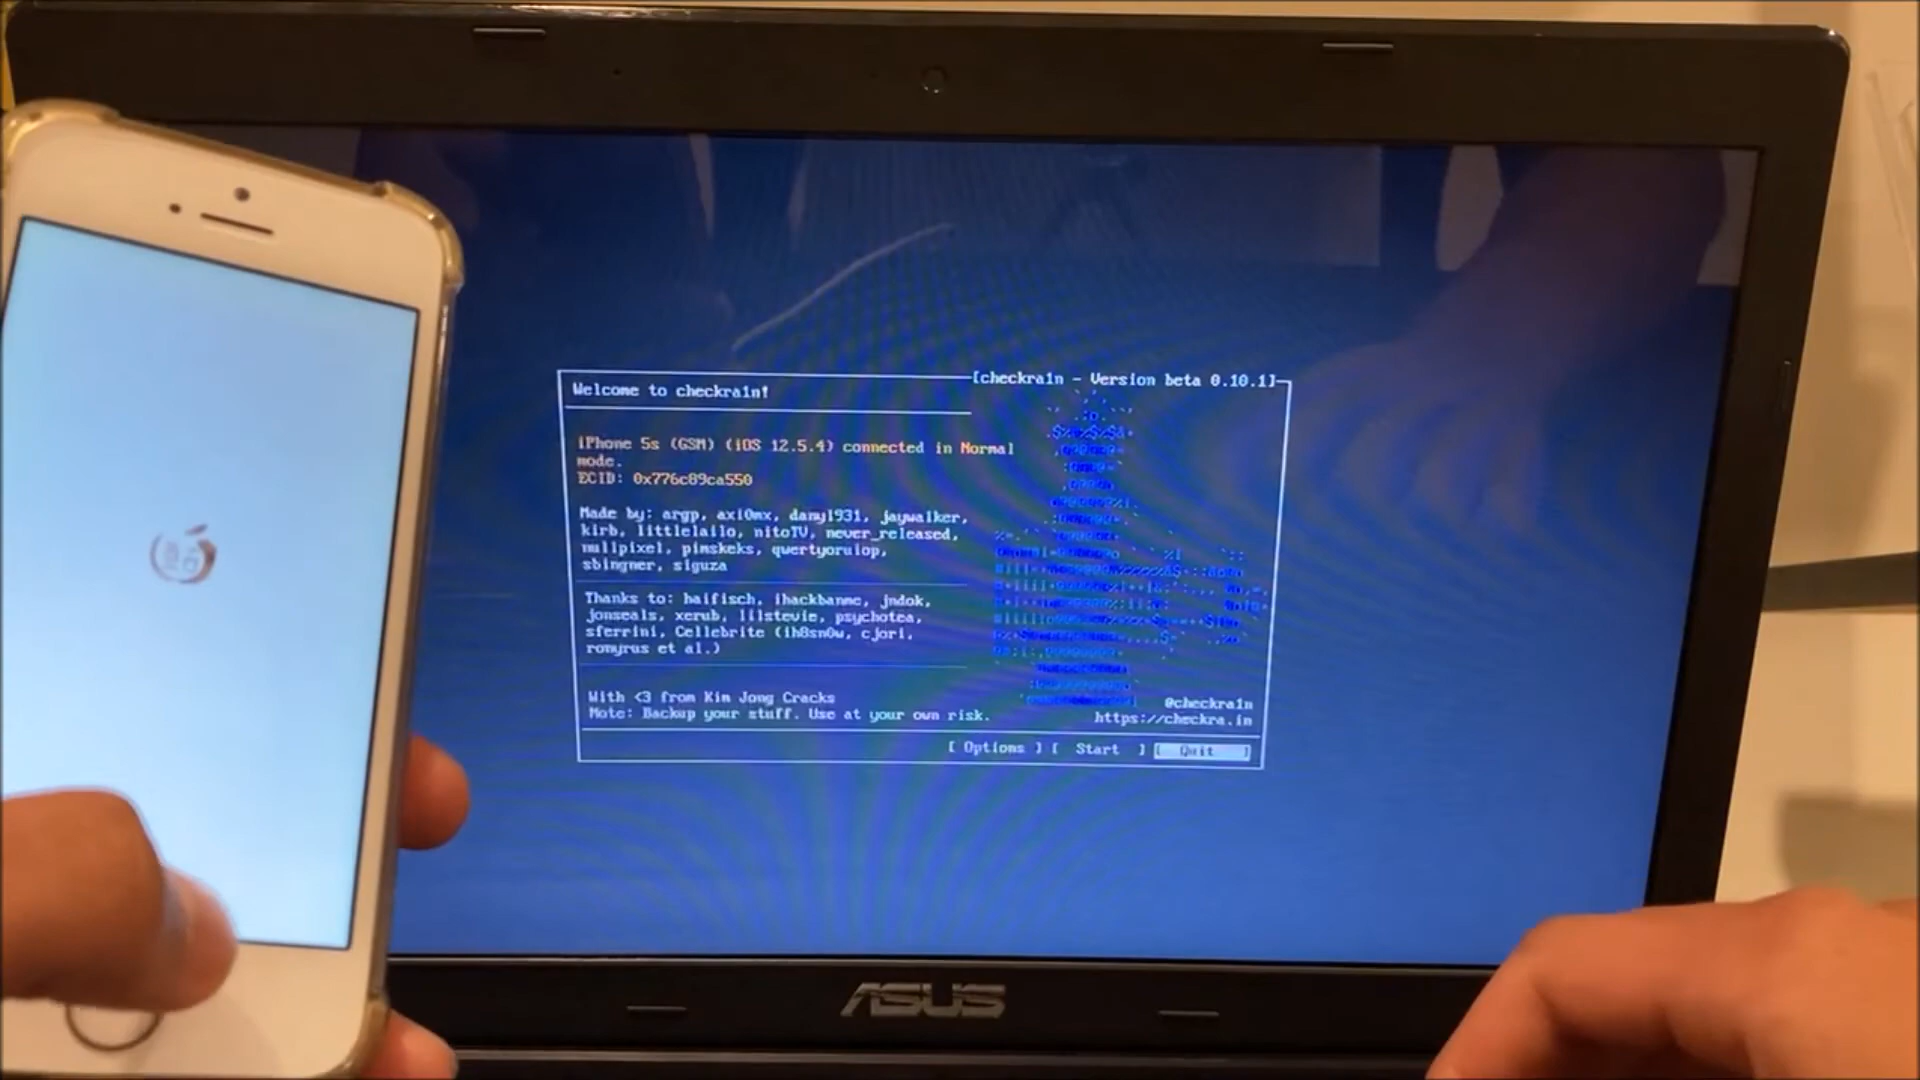 [checkra1n - Version beta 0.10.1]
Welcome to checkra1n!
iPhone 5s (GSM) (iOS 12.5.4) connected in Normal
mode.
ECID: 0x776c89ca550
Made by: argp, axi0mx, danyl931, jaywalker,
kirb, littlelailo, nitoTV, never_released,
nullpixel, pimskeks, qwertyoruiop,
sbingner, siguza
Thanks to: haifisch, ihackbanme, jndok,
jonseals, xerub, lilstevie, psychotea,
sferrini, Cellebrite (ih8sn0w, cjori,
ronyrus et al.)
With <3 from Kim Jong Cracks
Note: Backup your stuff. Use at your own risk.
@checkra1n
https://checkra.in
[ Options ] [ Start ] [ Quit ]
ASUS